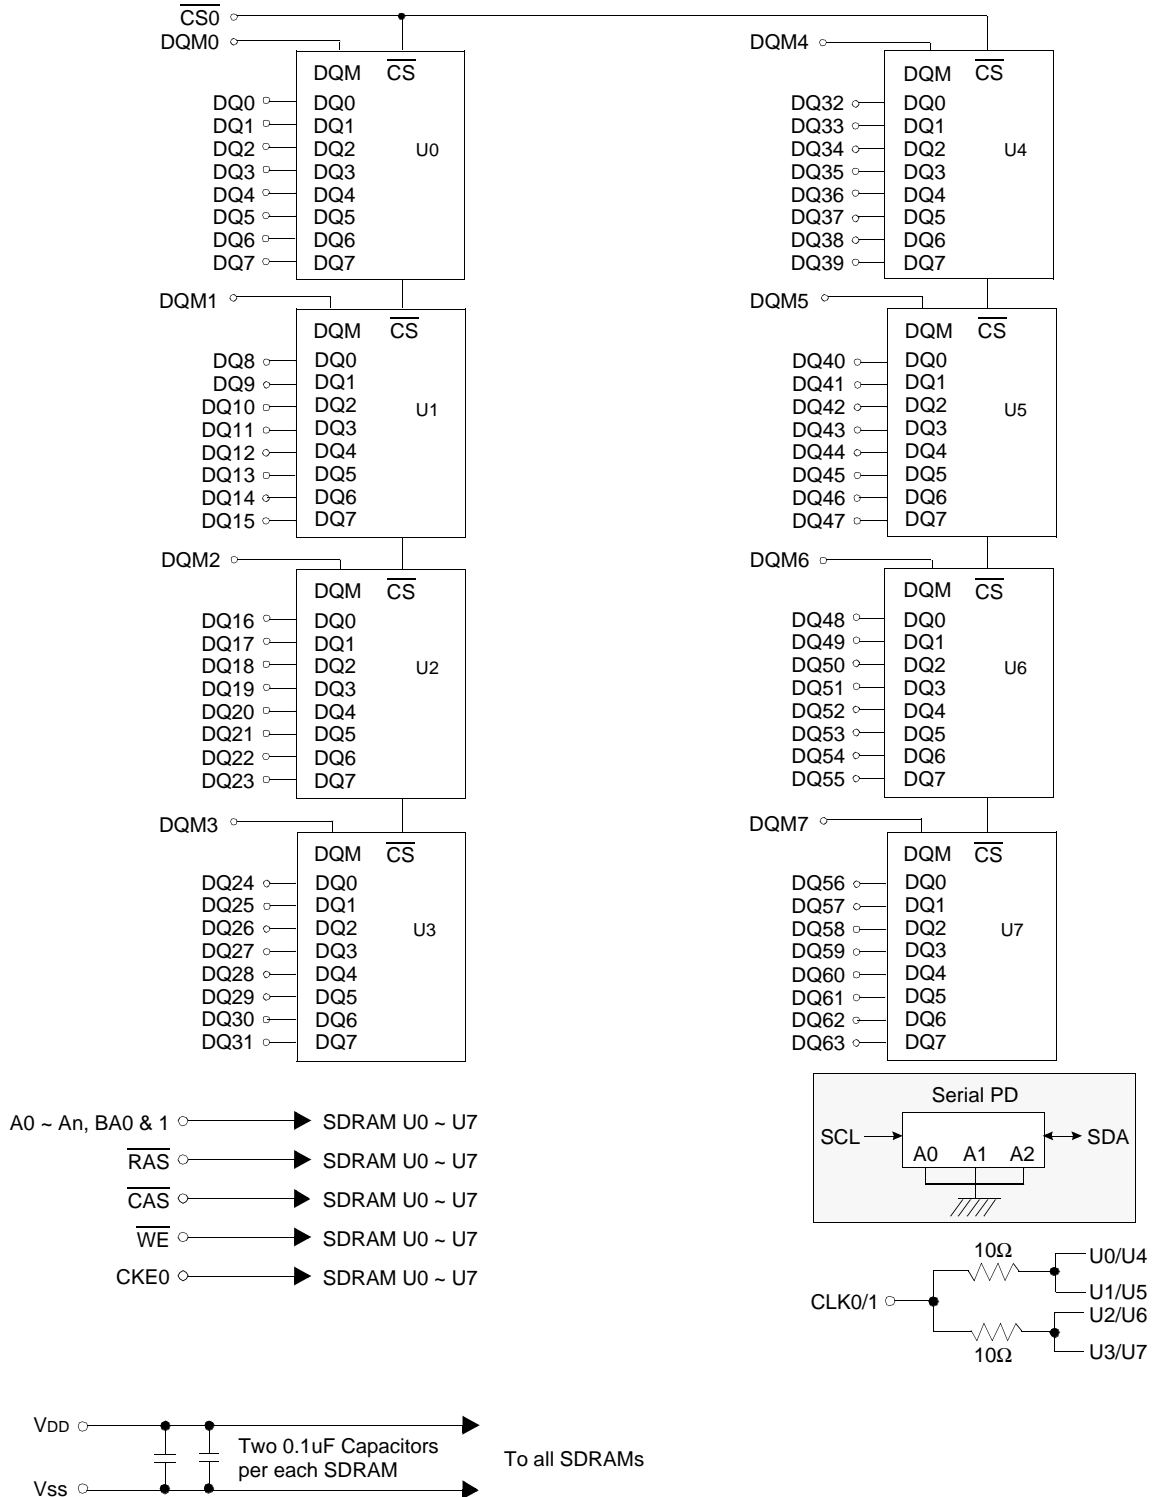 CS0
DQM0
DQM CS
DQ0 DQ0
DQ1 DQ1
DQ2 DQ2
U0
DQ3 DQ3
DQ4 DQ4
DQ5 DQ5
DQ6 DQ6
DQ7 DQ7
DQM1
DQM CS
DQ8 DQ0
DQ9 DQ1
DQ10 DQ2
U1
DQ11 DQ3
DQ12 DQ4
DQ13 DQ5
DQ14 DQ6
DQ15 DQ7
DQM2
DQM CS
DQ16 DQ0
DQ17 DQ1
DQ18 DQ2
U2
DQ19 DQ3
DQ20 DQ4
DQ21 DQ5
DQ22 DQ6
DQ23 DQ7
DQM3
DQM CS
DQ24 DQ0
DQ25 DQ1
DQ26 DQ2
U3
DQ27 DQ3
DQ28 DQ4
DQ29 DQ5
DQ30 DQ6
DQ31 DQ7
DQM4
DQM CS
DQ32 DQ0
DQ33 DQ1
DQ34 DQ2
U4
DQ35 DQ3
DQ36 DQ4
DQ37 DQ5
DQ38 DQ6
DQ39 DQ7
DQM5
DQM CS
DQ40 DQ0
DQ41 DQ1
DQ42 DQ2
U5
DQ43 DQ3
DQ44 DQ4
DQ45 DQ5
DQ46 DQ6
DQ47 DQ7
DQM6
DQM CS
DQ48 DQ0
DQ49 DQ1
DQ50 DQ2
U6
DQ51 DQ3
DQ52 DQ4
DQ53 DQ5
DQ54 DQ6
DQ55 DQ7
DQM7
DQM CS
DQ56 DQ0
DQ57 DQ1
DQ58 DQ2
U7
DQ59 DQ3
DQ60 DQ4
DQ61 DQ5
DQ62 DQ6
DQ63 DQ7
A0 ~ An, BA0 & 1 SDRAM U0 ~ U7
RAS SDRAM U0 ~ U7
CAS SDRAM U0 ~ U7
WE SDRAM U0 ~ U7
CKE0 SDRAM U0 ~ U7
Serial PD
SCL SDA
A0 A1 A2
10Ω
U0/U4
CLK0/1
U1/U5
U2/U6
10Ω
U3/U7
VDD
Two 0.1uF Capacitors
per each SDRAM
To all SDRAMs
Vss